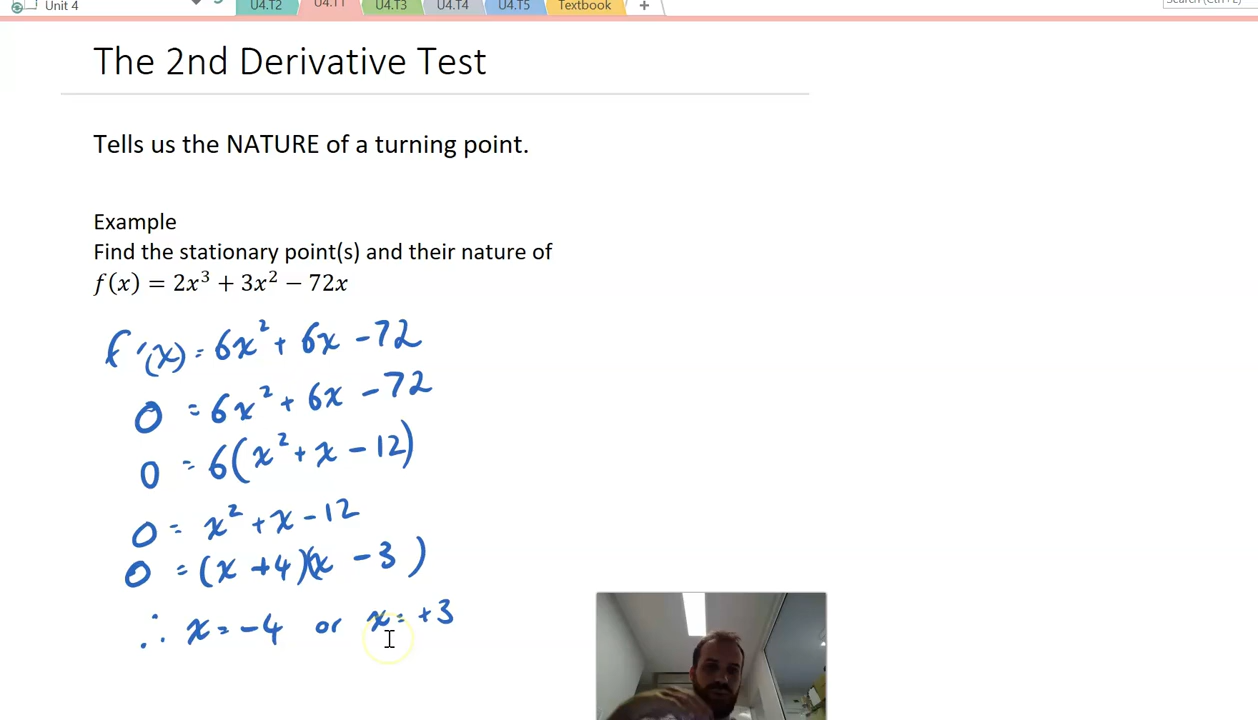 Unit 4
U4.T2
U4.T1
U4.T3
U4.T4
U4.T5
Textbook
+
Search (Ctrl+E)
The 2nd Derivative Test
Tells us the NATURE of a turning point.
Example
Find the stationary point(s) and their nature of
f(x) = 2x³ + 3x² − 72x
f'(x) = 6x² + 6x - 72
0 = 6x² + 6x - 72
0 = 6(x² + x - 12)
0 = x² + x - 12
0 = (x + 4)(x - 3)
∴ x = -4 or x = +3